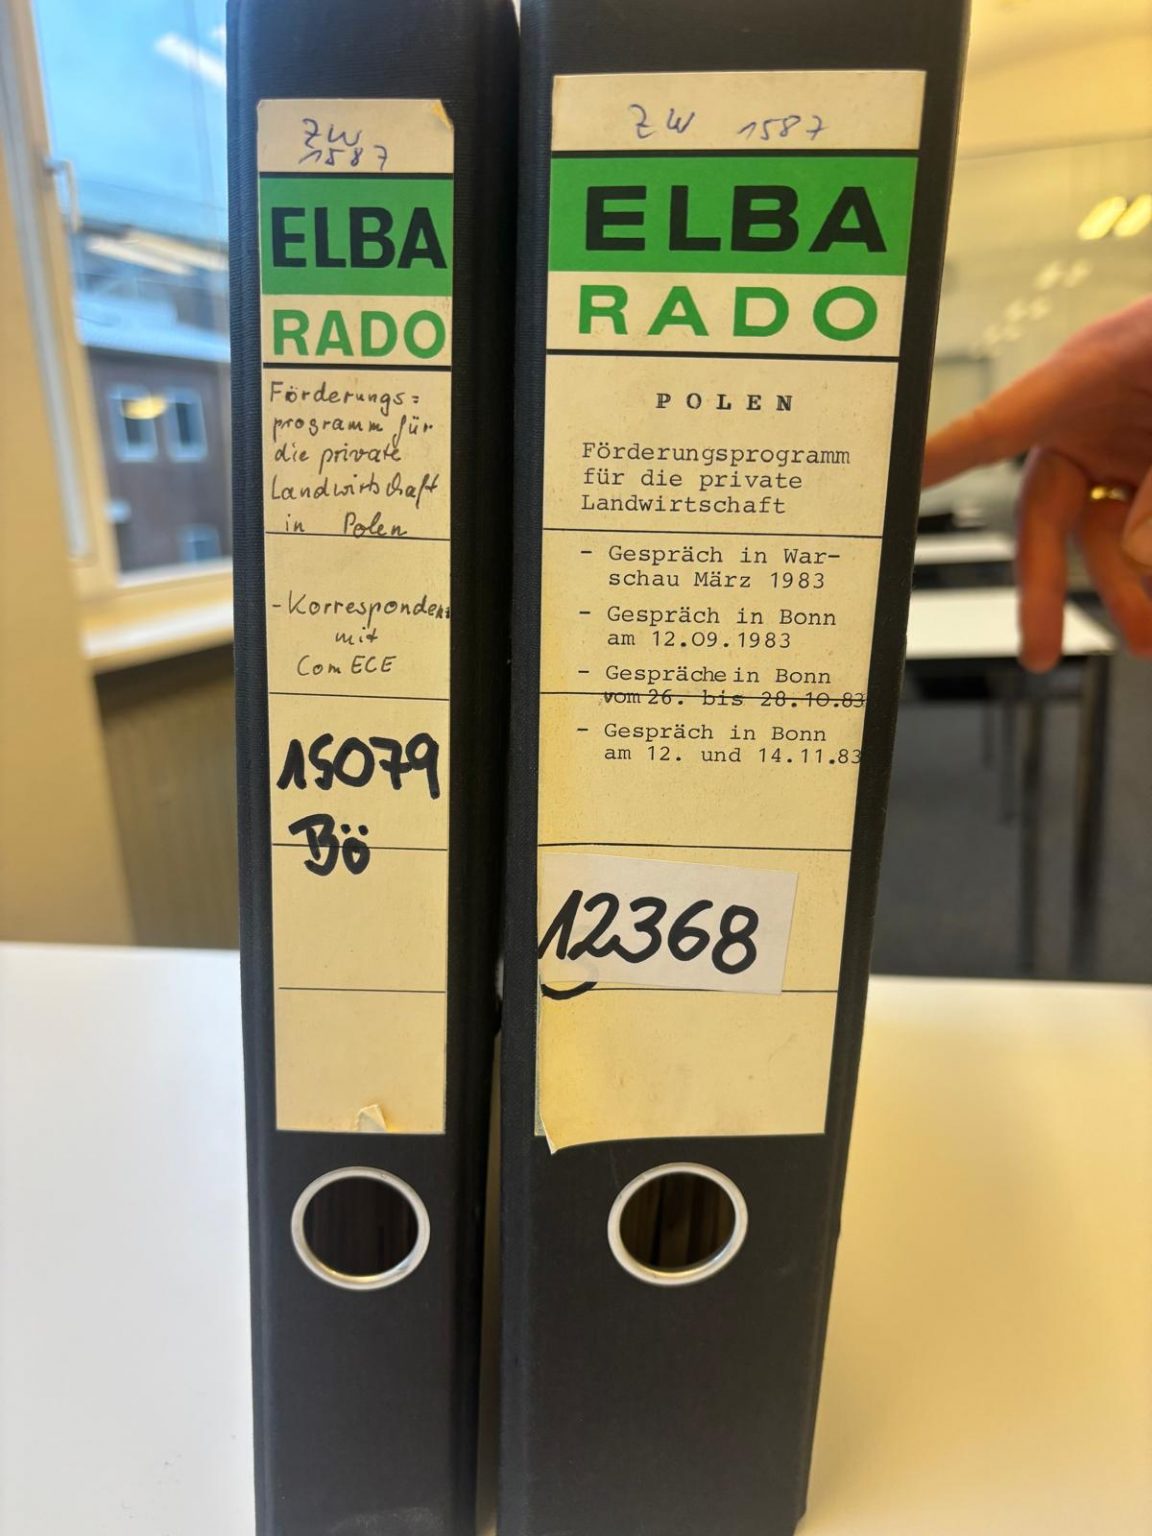 ZW
1587
ELBA
RADO
Förderungs=
programm für
die private
Landwirtschaft
in Polen
- Korrespondenz
mit
ComECE
15079
Bö
ZW 1587
ELBA
RADO
POLEN
Förderungsprogramm
für die private
Landwirtschaft
- Gespräch in War-
schau März 1983
- Gespräch in Bonn
am 12.09.1983
- Gespräche in Bonn
vom 26. bis 28.10.83
- Gespräch in Bonn
am 12. und 14.11.83
12368